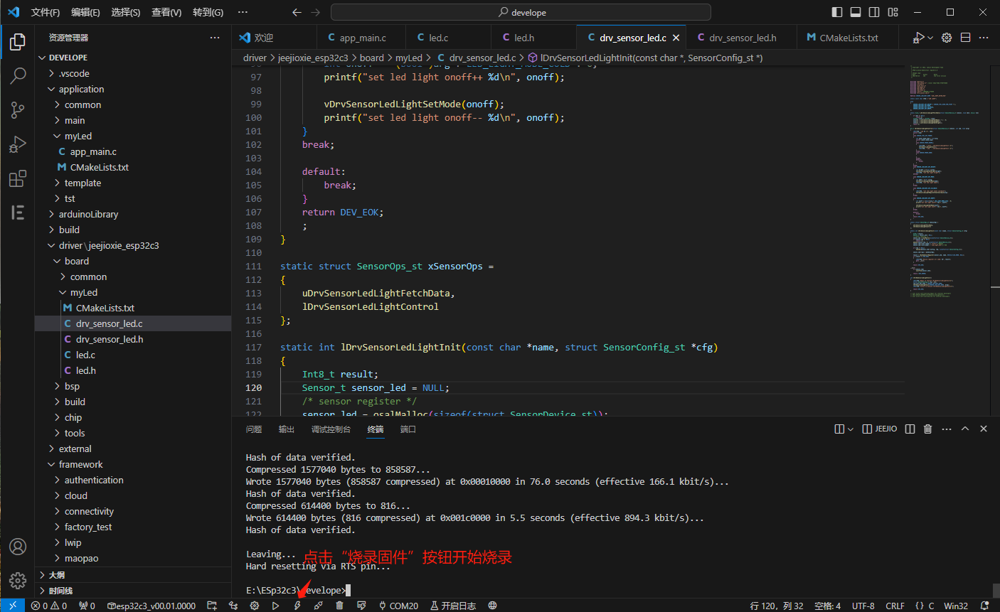 文件(F) 编辑(E) 选择(S) 查看(V) 转到(G) ··· develope
资源管理器 ···
欢迎 app_main.c led.c led.h drv_sensor_led.c drv_sensor_led.h CMakeLists.txt
driver > jeejioxie_esp32c3 > board > myLed > C drv_sensor_led.c > lDrvSensorLedLightInit(const char *, SensorConfig_st *)
DEVELOPE
.vscode
application
common
main
myLed
C app_main.c
M CMakeLists.txt
template
tst
arduinoLibrary
build
driver\jeejioxie_esp32c3
board
common
myLed
M CMakeLists.txt
C drv_sensor_led.c
C drv_sensor_led.h
C led.c
C led.h
bsp
build
chip
tools
external
framework
authentication
cloud
connectivity
factory_test
lwip
maopao
大纲
时间线
97 printf("set led light onoff++ %d\n", onoff);
98
99 vDrvSensorLedLightSetMode(onoff);
100 printf("set led light onoff-- %d\n", onoff);
101 }
102 break;
103
104 default:
105 break;
106 }
107 return DEV_EOK;
108 ;
109 }
110
111 static struct SensorOps_st xSensorOps =
112 {
113 uDrvSensorLedLightFetchData,
114 lDrvSensorLedLightControl
115 };
116
117 static int lDrvSensorLedLightInit(const char *name, struct SensorConfig_st *cfg)
118 {
119 Int8_t result;
120 Sensor_t sensor_led = NULL;
121 /* sensor register */
122 sensor_led = osalMalloc(sizeof(struct SensorDevice_st));
问题 输出 调试控制台 终端 端口 JEEJIO
Hash of data verified.
Compressed 1577040 bytes to 858587...
Wrote 1577040 bytes (858587 compressed) at 0x00010000 in 76.0 seconds (effective 166.1 kbit/s)...
Hash of data verified.
Compressed 614400 bytes to 816...
Wrote 614400 bytes (816 compressed) at 0x001c0000 in 5.5 seconds (effective 894.3 kbit/s)...
Hash of data verified.
Leaving...
点击“烧录固件”按钮开始烧录
Hard resetting via RTS pin...
E:\ESp32c3\develope>
0 0 0 esp32c3_v00.01.0000 COM20 开启日志 行 120，列 32 空格: 4 UTF-8 CRLF {} C Win32